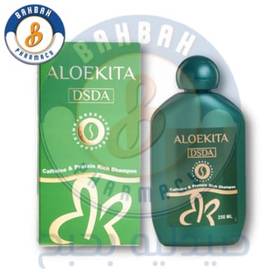 BAHBAH
PHARMACY
ALOEKITA
DSDA
S
Caffeine & Protein Rich Shampoo
ALOEKITA
DSDA
S
Caffeine & Protein Rich Shampoo
250 ML